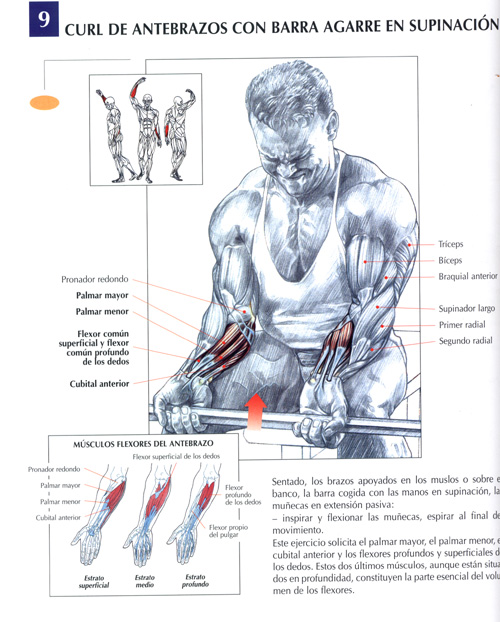 9
CURL DE ANTEBRAZOS CON BARRA AGARRE EN SUPINACIÓN
Tríceps
Bíceps
Braquial anterior
Supinador largo
Primer radial
Segundo radial
Pronador redondo
Palmar mayor
Palmar menor
Flexor común
superficial y flexor
común profundo
de los dedos
Cubital anterior
MÚSCULOS FLEXORES DEL ANTEBRAZO
Flexor superficial de los dedos
Pronador redondo
Palmar mayor
Palmar menor
Cubital anterior
Flexor
profundo
de los dedos
Flexor propio
del pulgar
Estrato
superficial
Estrato
medio
Estrato
profundo
Sentado, los brazos apoyados en los muslos o sobre e
banco, la barra cogida con las manos en supinación, la
muñecas en extensión pasiva:
– inspirar y flexionar las muñecas, espirar al final de
movimiento.
Este ejercicio solicita el palmar mayor, el palmar menor, e
cubital anterior y los flexores profundos y superficiales d
los dedos. Estos dos últimos músculos, aunque están situa
dos en profundidad, constituyen la parte esencial del volu
men de los flexores.